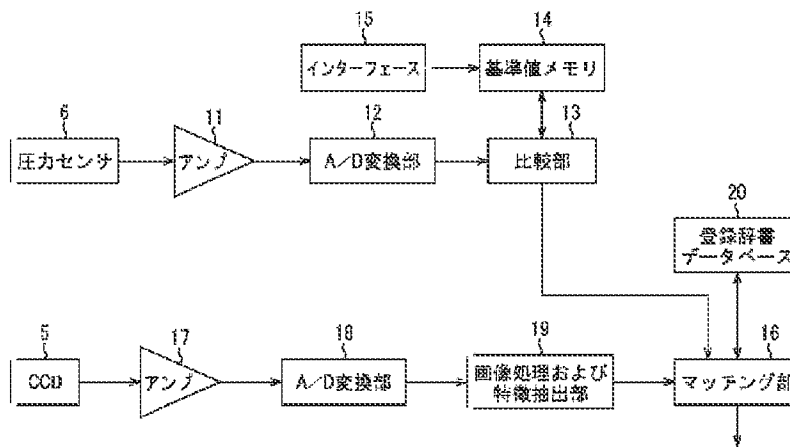 15
14
インターフェース
基準値メモリ
6
11
12
13
圧力センサ
アンプ
A/D変換部
比較部
20
登録辞書
データベース
5
17
18
19
16
CCD
アンプ
A/D変換部
画像処理および
特徴抽出部
マッチング部